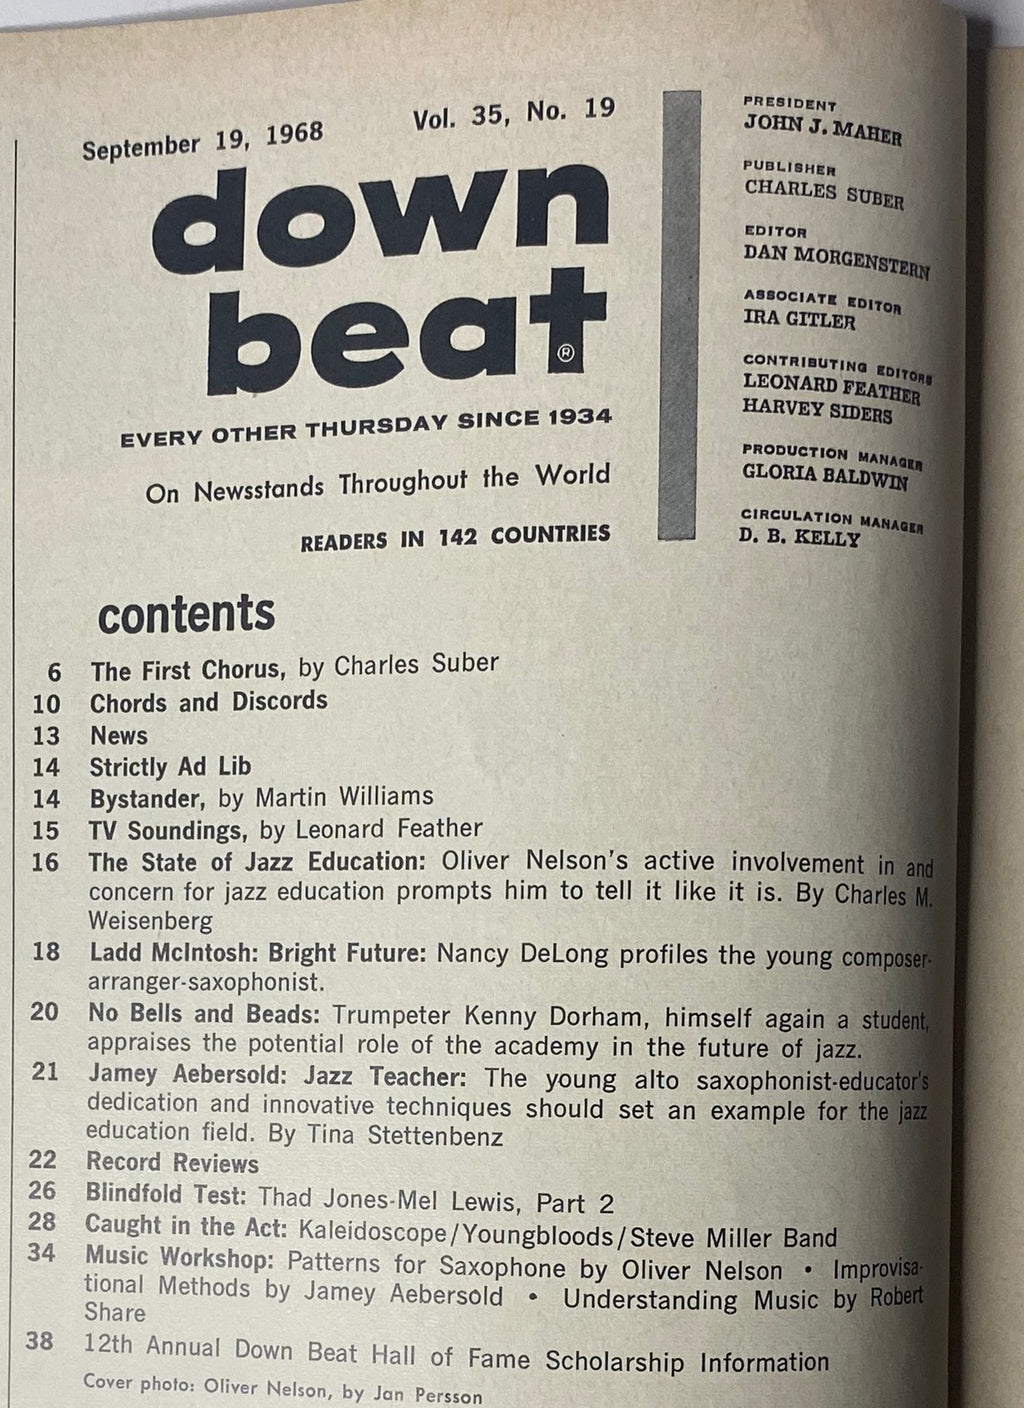 September 19, 1968
Vol. 35, No. 19
down
beat
®
EVERY OTHER THURSDAY SINCE 1934
On Newsstands Throughout the World
READERS IN 142 COUNTRIES
PRESIDENT
JOHN J. MAHER
PUBLISHER
CHARLES SUBER
EDITOR
DAN MORGENSTERN
ASSOCIATE EDITOR
IRA GITLER
CONTRIBUTING EDITORS
LEONARD FEATHER
HARVEY SIDERS
PRODUCTION MANAGER
GLORIA BALDWIN
CIRCULATION MANAGER
D. B. KELLY
contents
6 The First Chorus, by Charles Suber
10 Chords and Discords
13 News
14 Strictly Ad Lib
14 Bystander, by Martin Williams
15 TV Soundings, by Leonard Feather
16 The State of Jazz Education: Oliver Nelson's active involvement in and
concern for jazz education prompts him to tell it like it is. By Charles M.
Weisenberg
18 Ladd McIntosh: Bright Future: Nancy DeLong profiles the young composer-
arranger-saxophonist.
20 No Bells and Beads: Trumpeter Kenny Dorham, himself again a student,
appraises the potential role of the academy in the future of jazz.
21 Jamey Aebersold: Jazz Teacher: The young alto saxophonist-educator's
dedication and innovative techniques should set an example for the jazz
education field. By Tina Stettenbenz
22 Record Reviews
26 Blindfold Test: Thad Jones-Mel Lewis, Part 2
28 Caught in the Act: Kaleidoscope/Youngbloods/Steve Miller Band
34 Music Workshop: Patterns for Saxophone by Oliver Nelson • Improvisa-
tional Methods by Jamey Aebersold • Understanding Music by Robert
Share
38 12th Annual Down Beat Hall of Fame Scholarship Information
Cover photo: Oliver Nelson, by Jan Persson